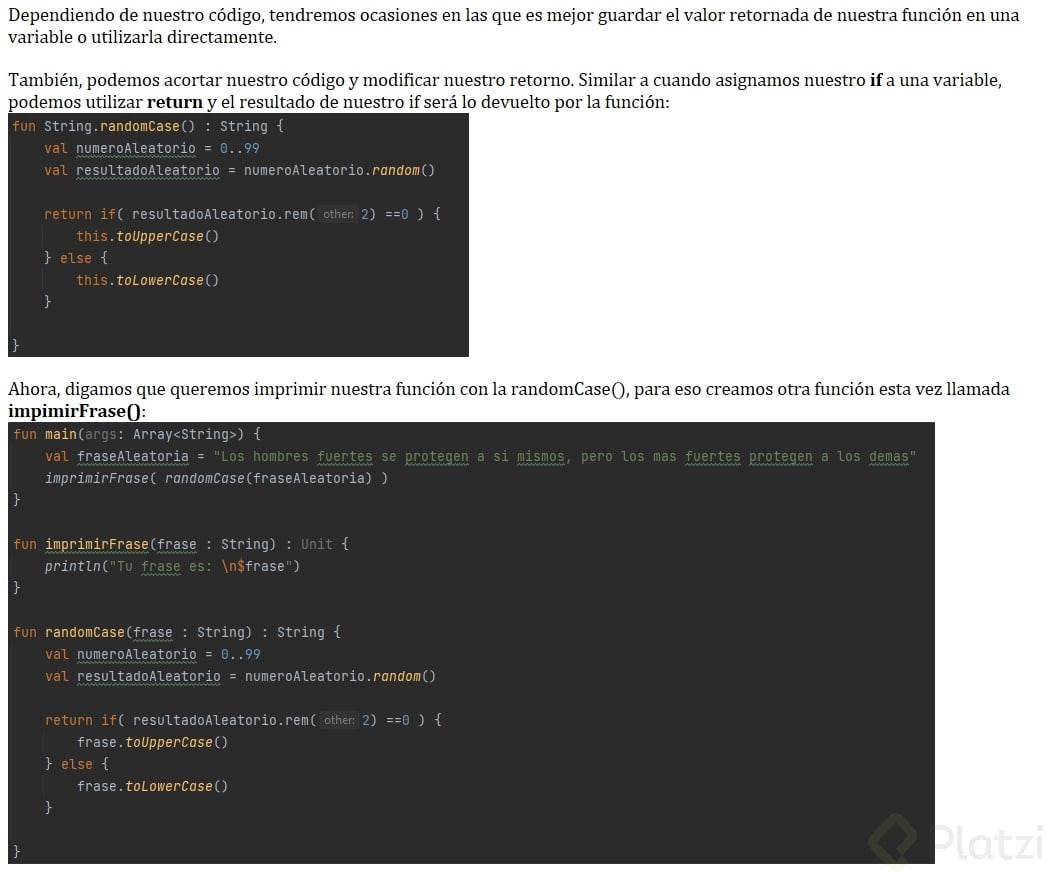 Dependiendo de nuestro código, tendremos ocasiones en las que es mejor guardar el valor retornada de nuestra función en una
variable o utilizarla directamente.
También, podemos acortar nuestro código y modificar nuestro retorno. Similar a cuando asignamos nuestro if a una variable,
podemos utilizar return y el resultado de nuestro if será lo devuelto por la función:
fun String.randomCase() : String {
    val numeroAleatorio = 0..99
    val resultadoAleatorio = numeroAleatorio.random()
    return if( resultadoAleatorio.rem( other: 2) ==0 ) {
        this.toUpperCase()
    } else {
        this.toLowerCase()
    }
}
Ahora, digamos que queremos imprimir nuestra función con la randomCase(), para eso creamos otra función esta vez llamada
impimirFrase():
fun main(args: Array<String>) {
    val fraseAleatoria = "Los hombres fuertes se protegen a si mismos, pero los mas fuertes protegen a los demas"
    imprimirFrase( randomCase(fraseAleatoria) )
}
fun imprimirFrase(frase : String) : Unit {
    println("Tu frase es: \n$frase")
}
fun randomCase(frase : String) : String {
    val numeroAleatorio = 0..99
    val resultadoAleatorio = numeroAleatorio.random()
    return if( resultadoAleatorio.rem( other: 2) ==0 ) {
        frase.toUpperCase()
    } else {
        frase.toLowerCase()
    }
}
Platzi